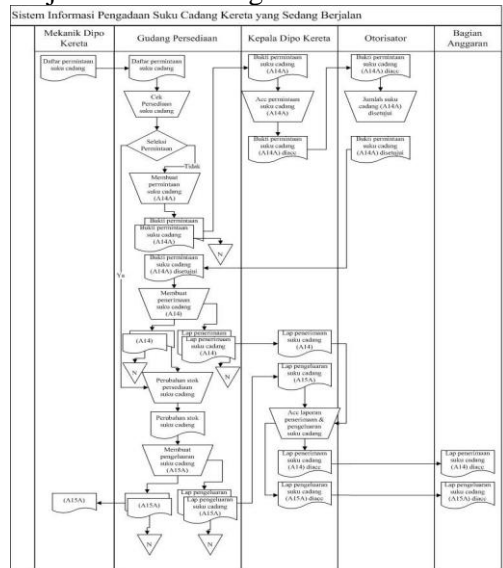 Sistem Informasi Pengadaan Suku Cadang Kereta yang Sedang Berjalan
Mekanik Dipo
Kereta
Gudang Persediaan
Kepala Dipo Kereta
Otorisator
Bagian
Anggaran
Daftar permintaan
suku cadang
Daftar permintaan
suku cadang
Bukti permintaan
suku cadang
(A14A)
Bukti permintaan
suku cadang
(A14A) diacc
Cek
Persediaan
suku cadang
Acc permintaan
suku cadang
(A14A)
Jumlah suku
cadang (A14A)
disetujui
Seleksi
Permintaan
Bukti permintaan
suku cadang
(A14A) diacc
Bukti permintaan
suku cadang
(A14A) disetujui
Tidak
Membuat
permintaan
suku cadang
(A14A)
Bukti permintaan
Bukti permintaan
suku cadang
(A14A)
N
Bukti permintaan
suku cadang
(A14A) disetujui
Ya
Membuat
penerimaan
suku cadang
(A14)
(A14)
Lap penerimaan
Lap penerimaan
suku cadang
(A14)
Lap penerimaan
suku cadang
(A14)
N
N
Lap pengeluaran
suku cadang
(A15A)
Perubahan stok
persediaan
suku cadang
Perubahan stok
suku cadang
Acc laporan
penerimaan &
pengeluaran
suku cadang
Membuat
pengeluaran
suku cadang
(A15A)
Lap penerimaan
suku cadang
(A14) diacc
Lap penerimaan
suku cadang
(A14) diacc
(A15A)
(A15A)
Lap pengeluaran
Lap pengeluaran
suku cadang
(A15A)
Lap pengeluaran
suku cadang
(A15A) diacc
Lap pengeluaran
suku cadang
(A15A) diacc
N
N